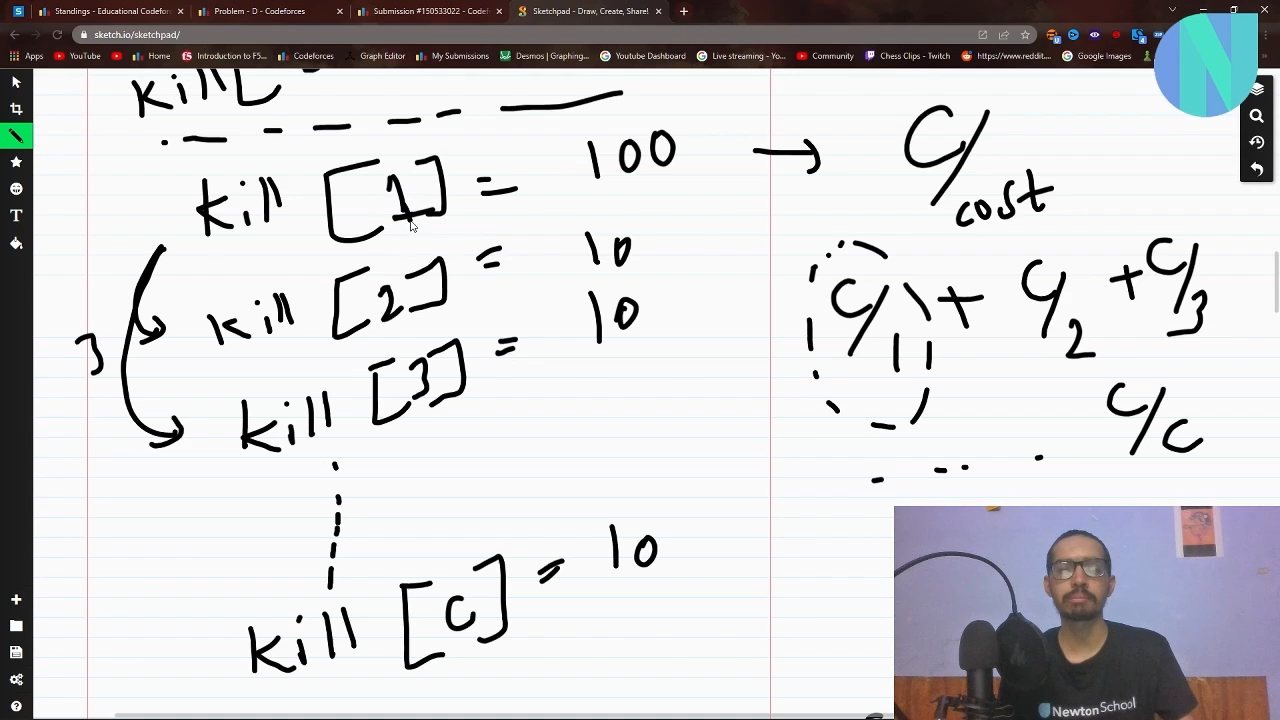 Standings - Educational Codeforc
Problem - D - Codeforces
Submission #150533022 - Codef
Sketchpad - Draw, Create, Share!
sketch.io/sketchpad/
Apps
YouTube
Home
Introduction to F5...
Codeforces
Graph Editor
My Submissions
Desmos | Graphing...
Youtube Dashboard
Live streaming - Yo...
Community
Chess Clips - Twitch
https://www.reddit....
Google Images
kill[
kill [1] = 100 → C/cost
kill [2] = 10
kill [3] = 10
3
C/1 + C/2 + C/3
C/C
kill [C] = 10
T
Newton School